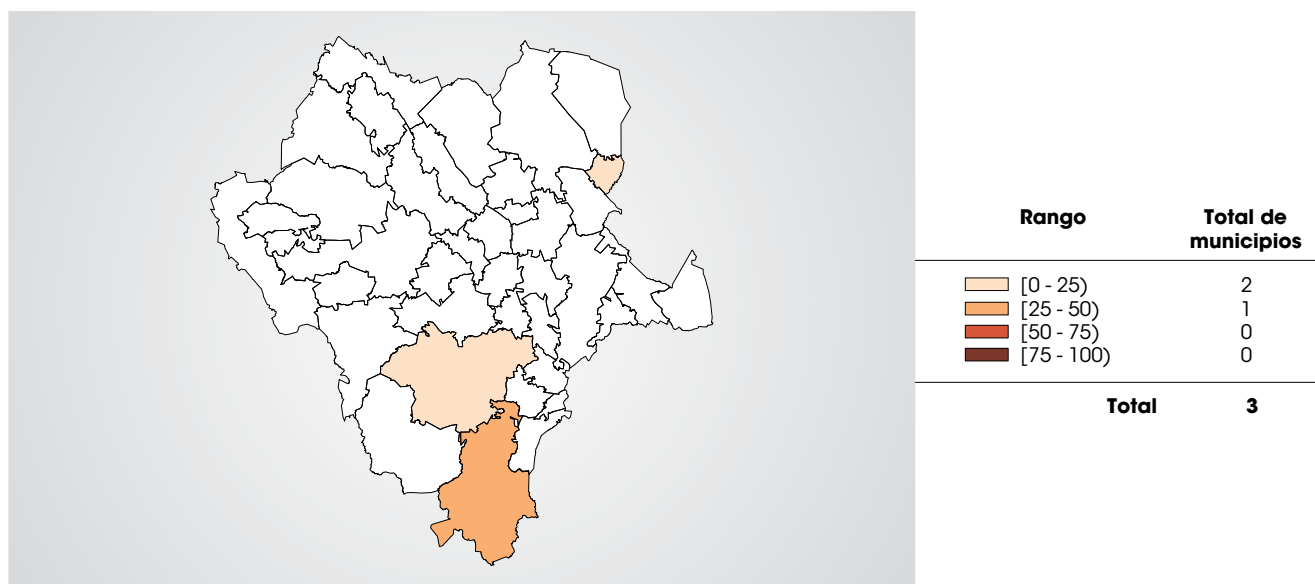 Rango Total de
municipios
[0 - 25) 2
[25 - 50) 1
[50 - 75) 0
[75 - 100) 0
Total 3